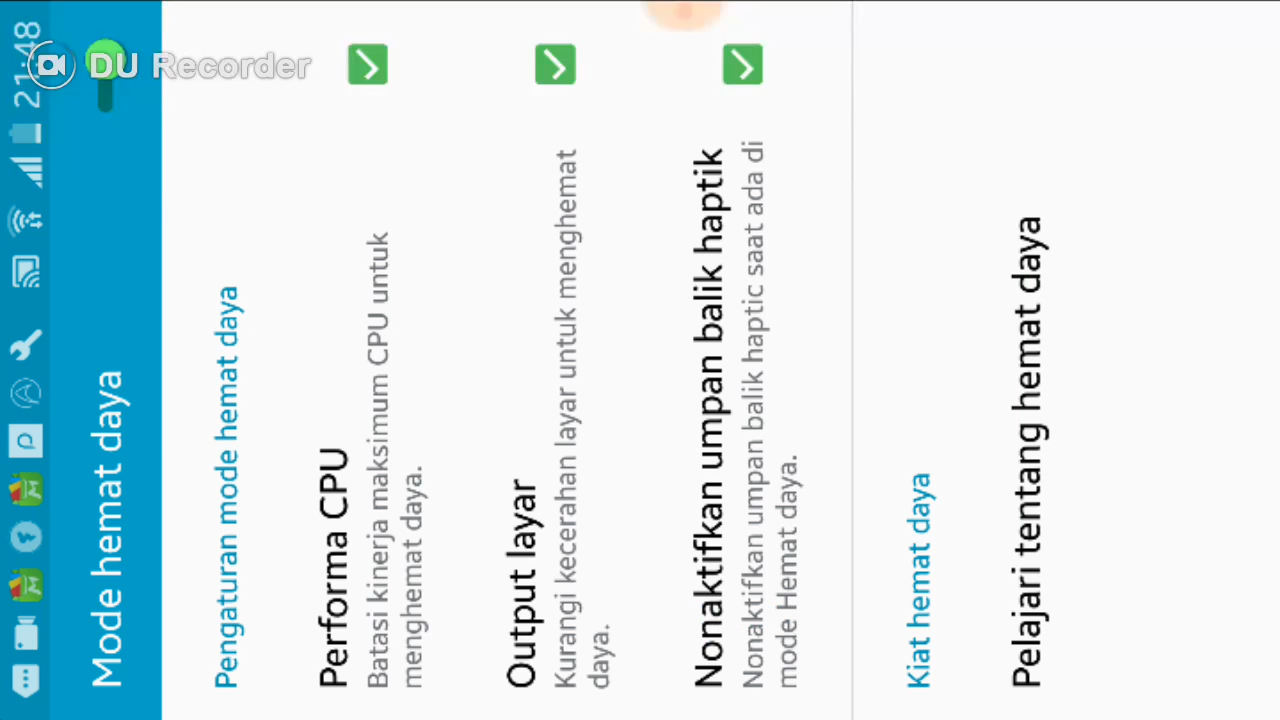 21:48
DU Recorder
Mode hemat daya
Pengaturan mode hemat daya
Performa CPU
Batasi kinerja maksimum CPU untuk
menghemat daya.
Output layar
Kurangi kecerahan layar untuk menghemat
daya.
Nonaktifkan umpan balik haptik
Nonaktifkan umpan balik haptic saat ada di
mode Hemat daya.
Kiat hemat daya
Pelajari tentang hemat daya